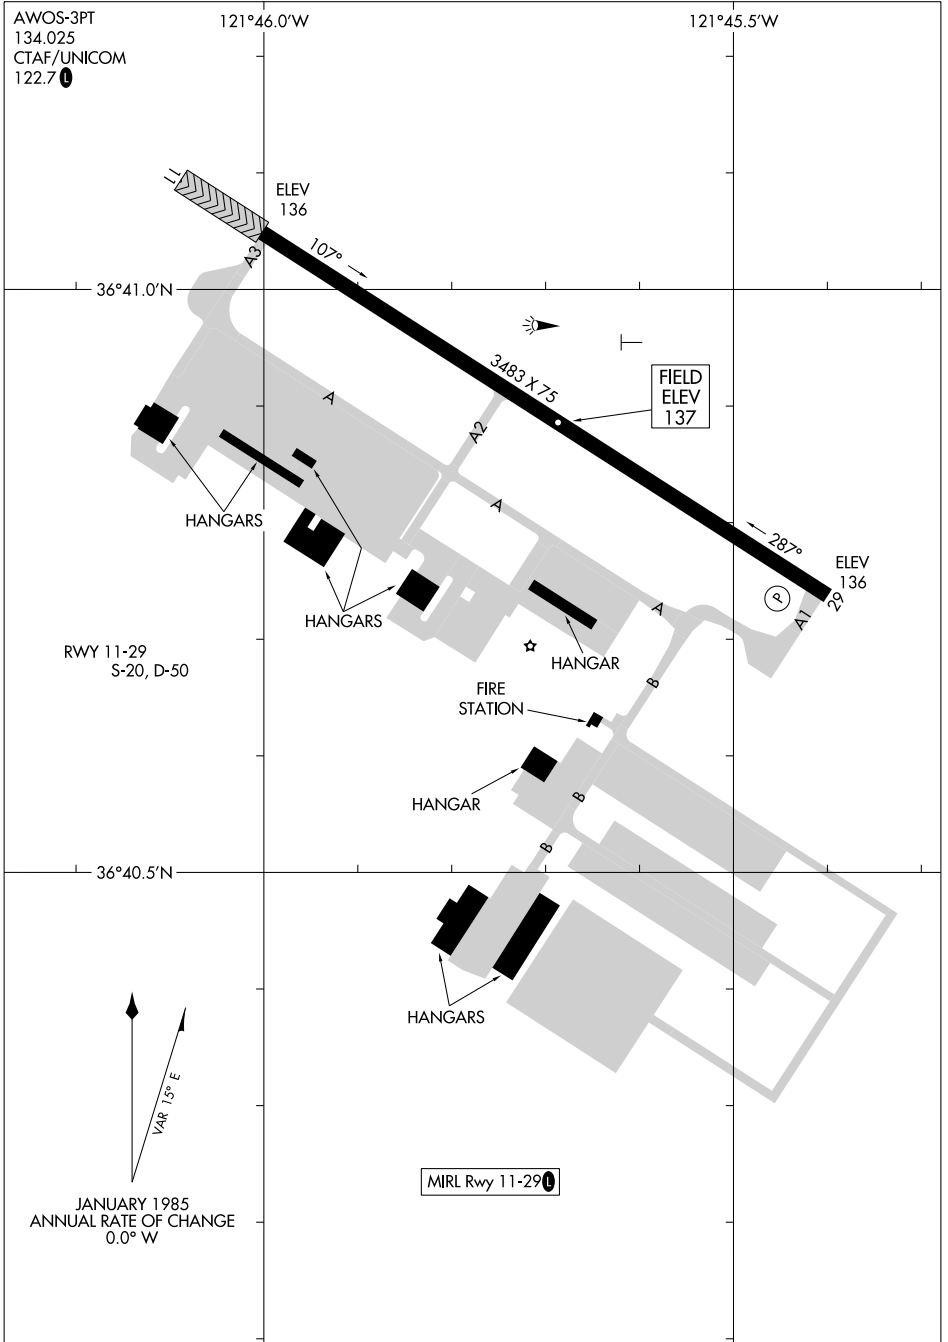 AWOS-3PT
134.025
CTAF/UNICOM
122.7 L
121°46.0'W
121°45.5'W
ELEV
136
A3
107°
36°41.0'N
3483 X 75
FIELD
ELEV
137
A
A2
HANGARS
A
287°
ELEV
136
29
P
A1
A
HANGARS
HANGAR
RWY 11-29
S-20, D-50
B
FIRE
STATION
HANGAR
B
B
36°40.5'N
HANGARS
VAR 15° E
JANUARY 1985
ANNUAL RATE OF CHANGE
0.0° W
MIRL Rwy 11-29 L